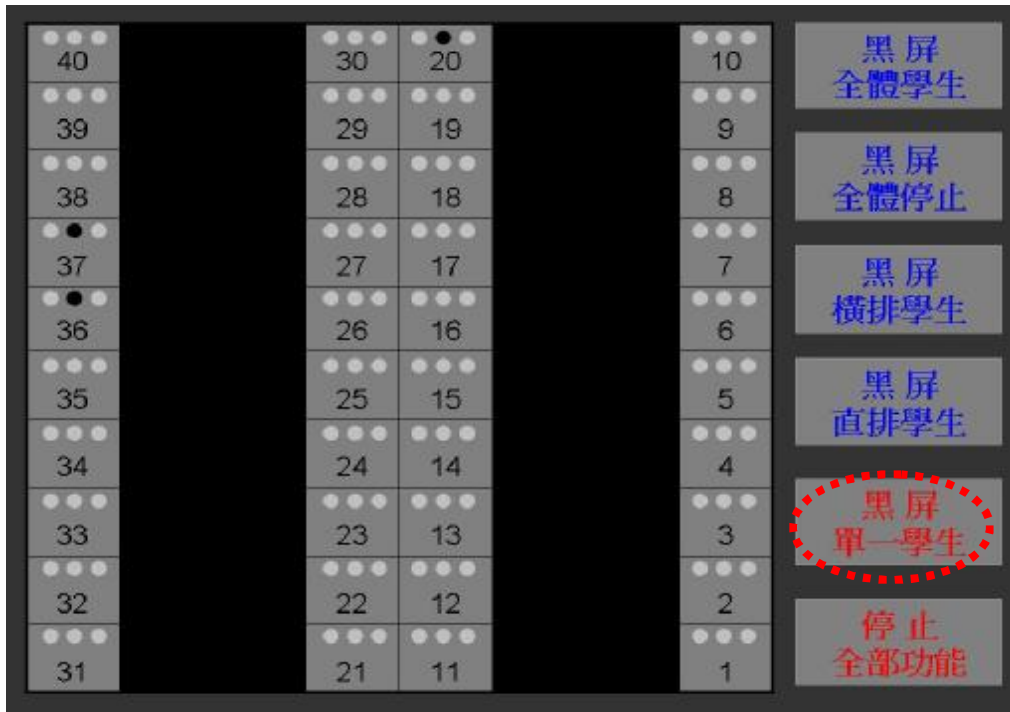 40 30 20 10
39 29 19 9
38 28 18 8
37 27 17 7
36 26 16 6
35 25 15 5
34 24 14 4
33 23 13 3
32 22 12 2
31 21 11 1
黑 屏
全體學生
黑 屏
全體停止
黑 屏
橫排學生
黑 屏
直排學生
黑 屏
單一學生
停 止
全部功能